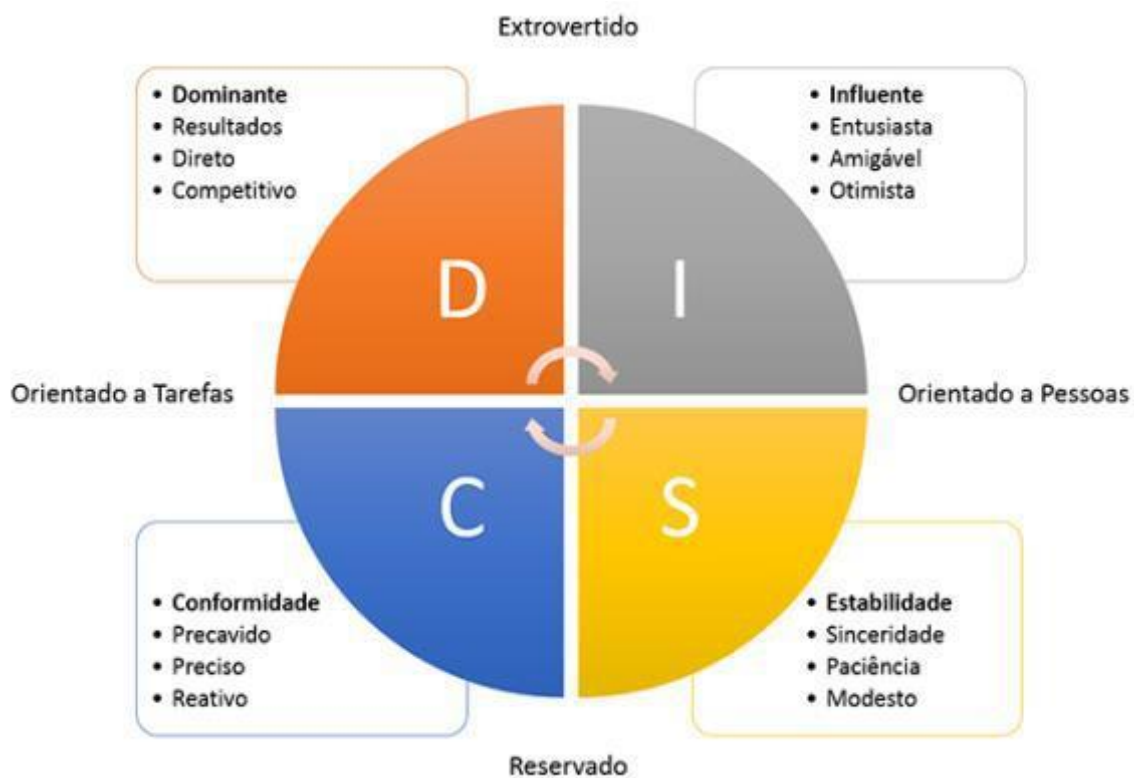 Extrovertido
• Dominante
• Resultados
• Direto
• Competitivo
• Influente
• Entusiasta
• Amigável
• Otimista
D
I
Orientado a Tarefas
Orientado a Pessoas
C
S
• Conformidade
• Precavido
• Preciso
• Reativo
• Estabilidade
• Sinceridade
• Paciência
• Modesto
Reservado